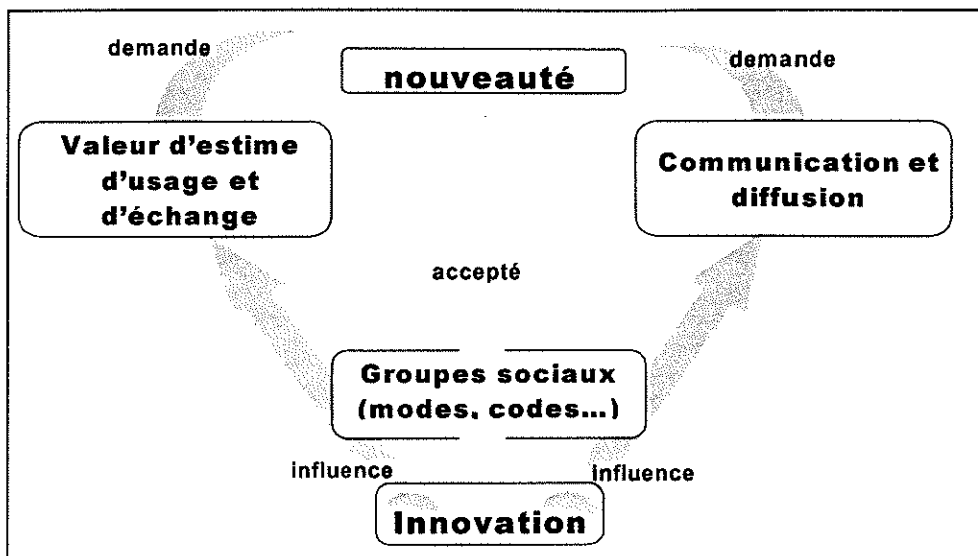 demande
nouveauté
demande
Valeur d'estime
d'usage et
d'échange
Communication et
diffusion
accepté
Groupes sociaux
(modes, codes...)
influence
influence
Innovation